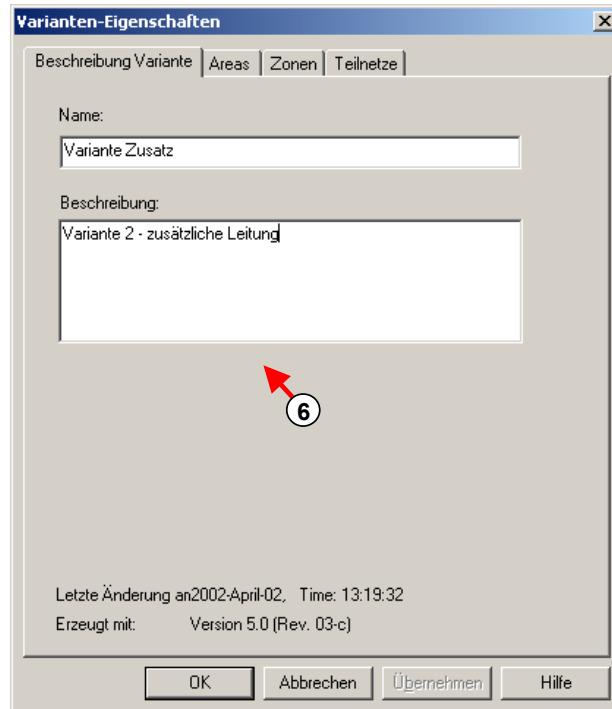 Varianten-Eigenschaften
Beschreibung Variante Areas Zonen Teilnetze
Name:
Variante Zusatz
Beschreibung:
Variante 2 - zusätzliche Leitung
6
Letzte Änderung an2002-April-02, Time: 13:19:32
Erzeugt mit: Version 5.0 (Rev. 03-c)
OK Abbrechen Übernehmen Hilfe